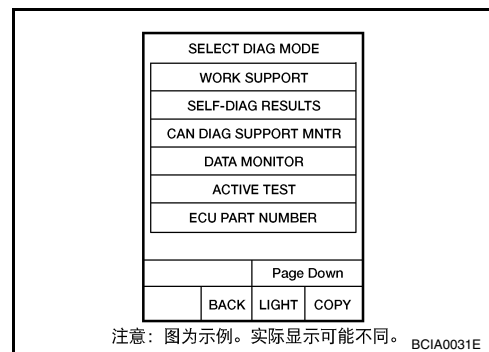 SELECT DIAG MODE
WORK SUPPORT
SELF-DIAG RESULTS
CAN DIAG SUPPORT MNTR
DATA MONITOR
ACTIVE TEST
ECU PART NUMBER
Page Down
BACK LIGHT COPY
注意：图为示例。实际显示可能不同。
BCIA0031E